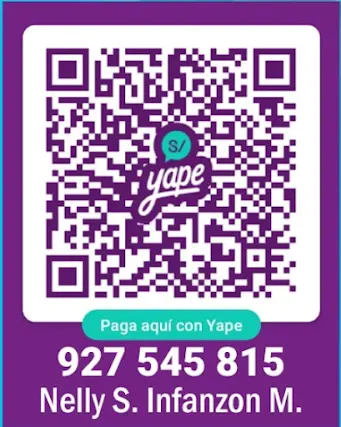 S/
yape
Paga aquí con Yape
927 545 815
Nelly S. Infanzon M.